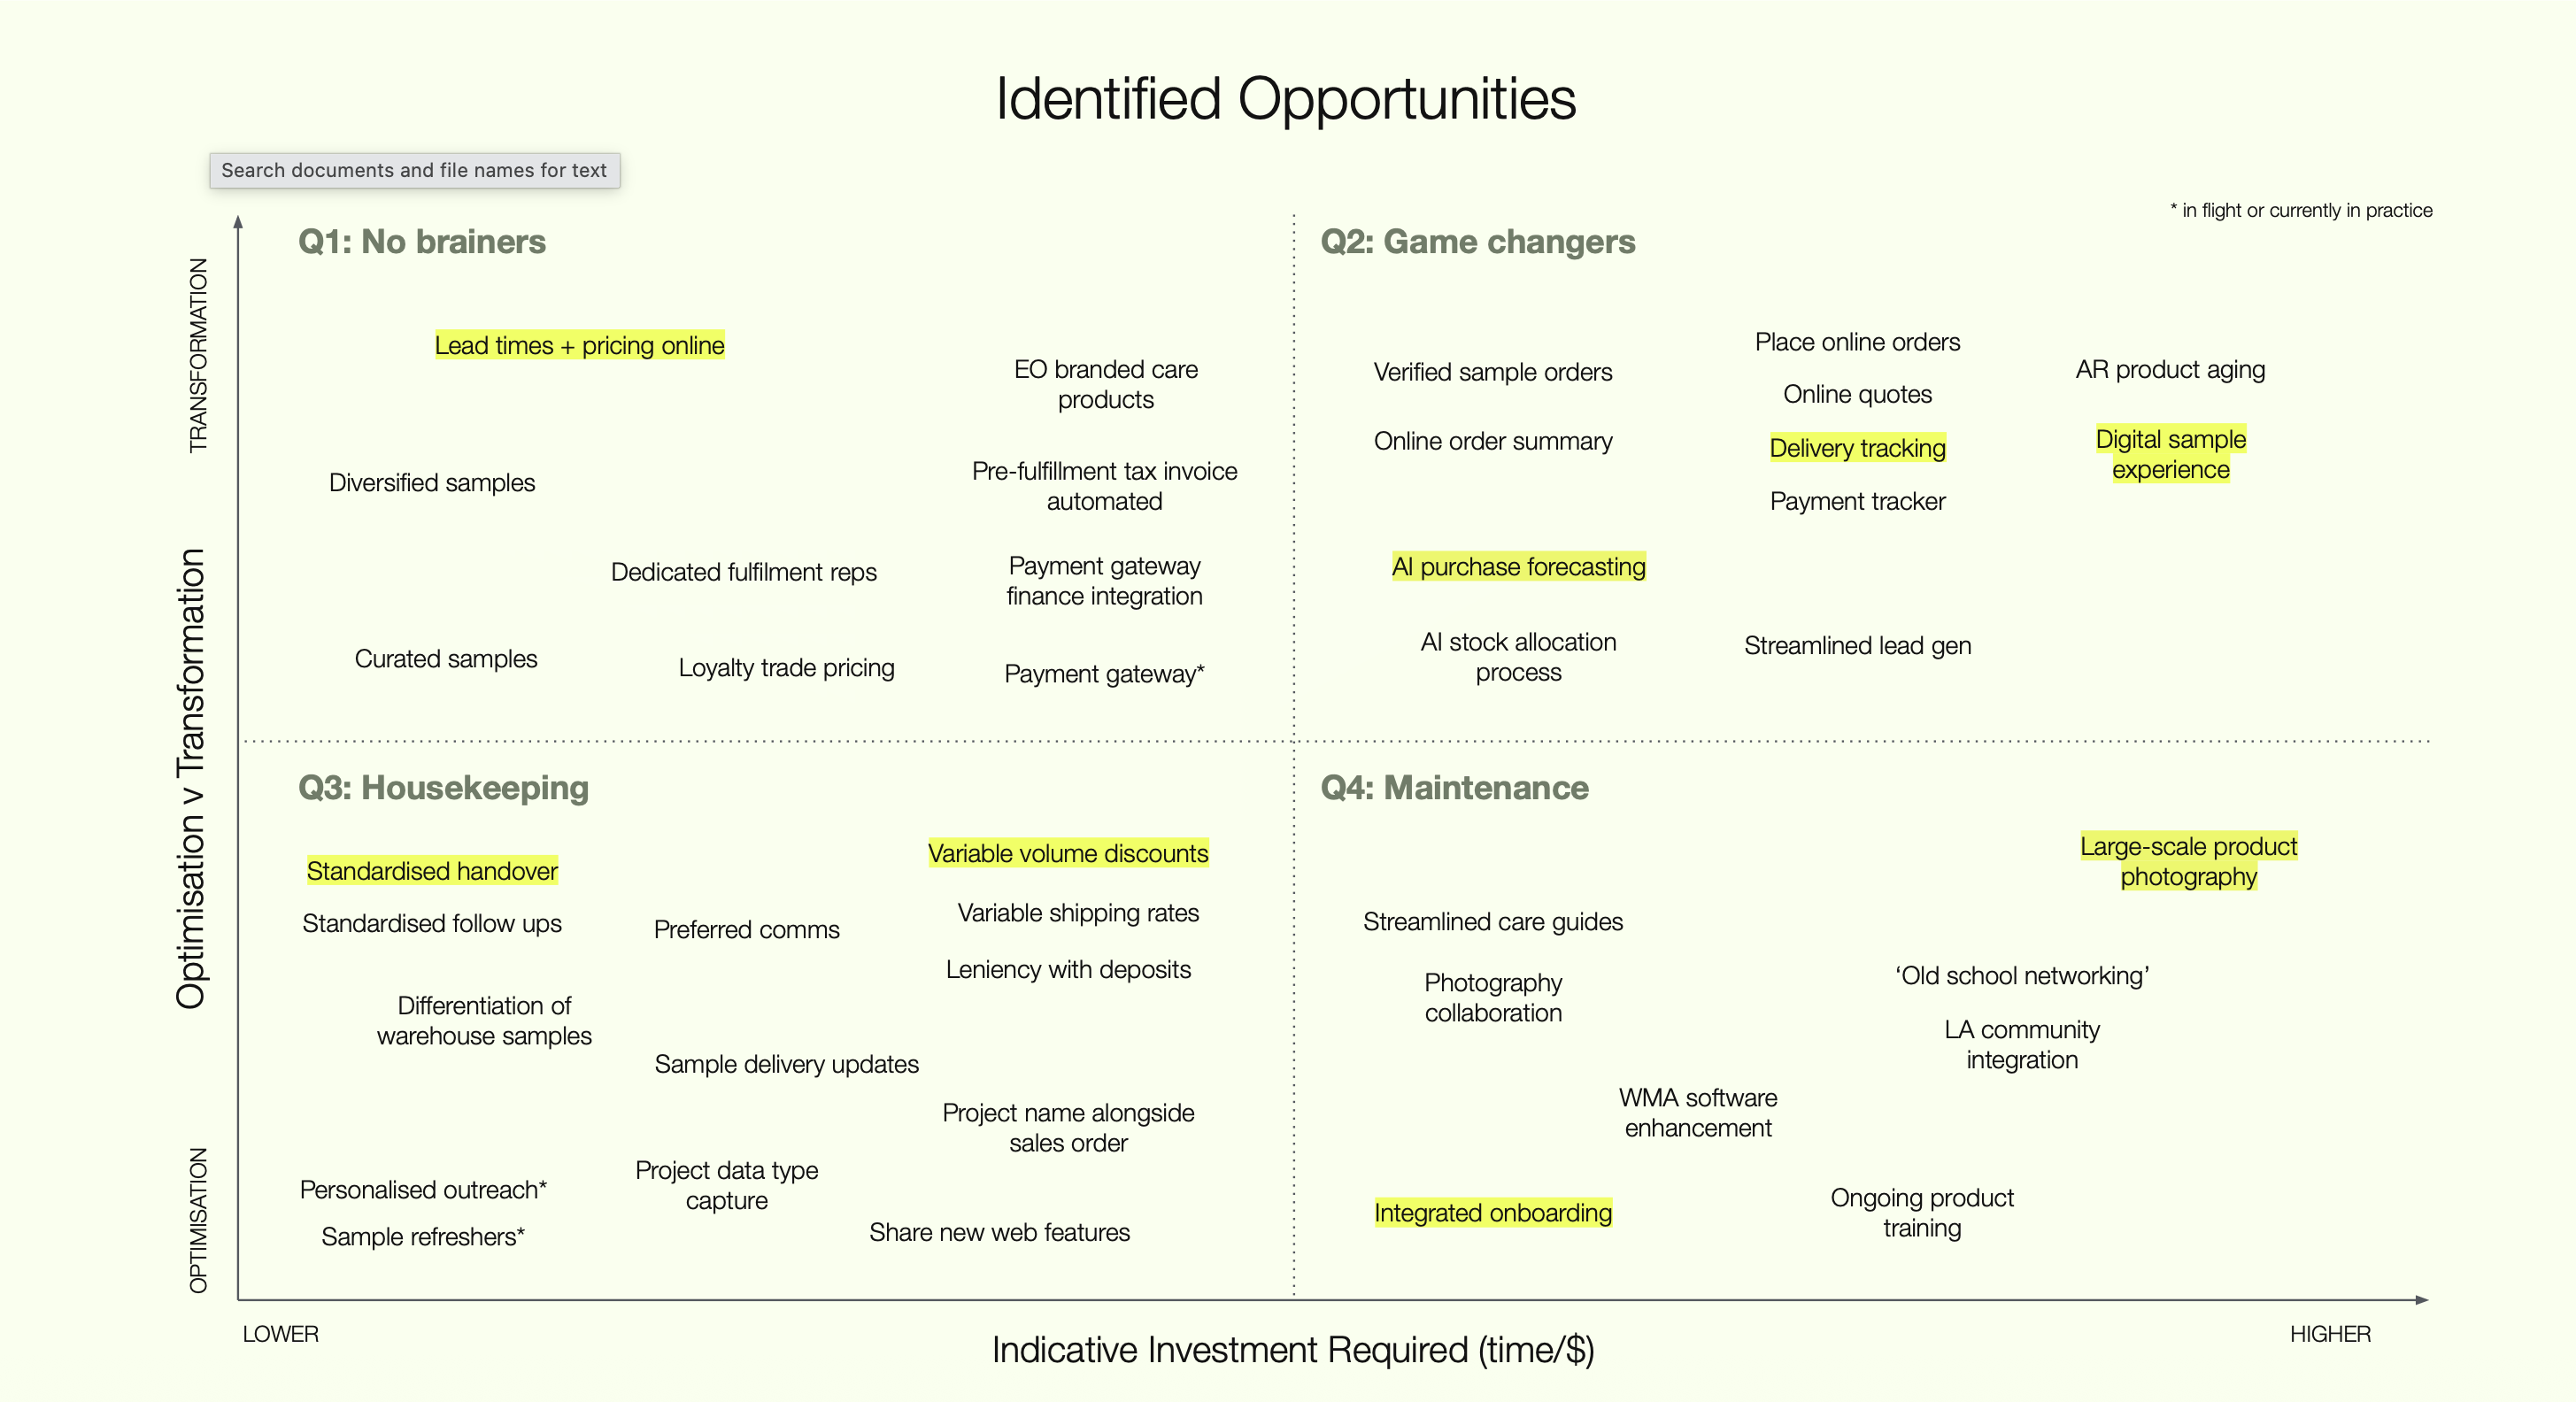 Identified Opportunities
Search documents and file names for text
* in flight or currently in practice
Optimisation v Transformation
TRANSFORMATION
OPTIMISATION
Q1: No brainers
Lead times + pricing online
EO branded care
products
Diversified samples
Pre-fulfillment tax invoice
automated
Dedicated fulfilment reps
Payment gateway
finance integration
Curated samples
Loyalty trade pricing
Payment gateway*
Q2: Game changers
Place online orders
Verified sample orders
AR product aging
Online quotes
Online order summary
Delivery tracking
Digital sample
experience
Payment tracker
AI purchase forecasting
AI stock allocation
process
Streamlined lead gen
Q3: Housekeeping
Variable volume discounts
Standardised handover
Variable shipping rates
Standardised follow ups
Preferred comms
Leniency with deposits
Differentiation of
warehouse samples
Sample delivery updates
Project name alongside
sales order
Project data type
capture
Personalised outreach*
Sample refreshers*
Share new web features
Q4: Maintenance
Large-scale product
photography
Streamlined care guides
Photography
collaboration
‘Old school networking’
LA community
integration
WMA software
enhancement
Integrated onboarding
Ongoing product
training
LOWER
HIGHER
Indicative Investment Required (time/$)